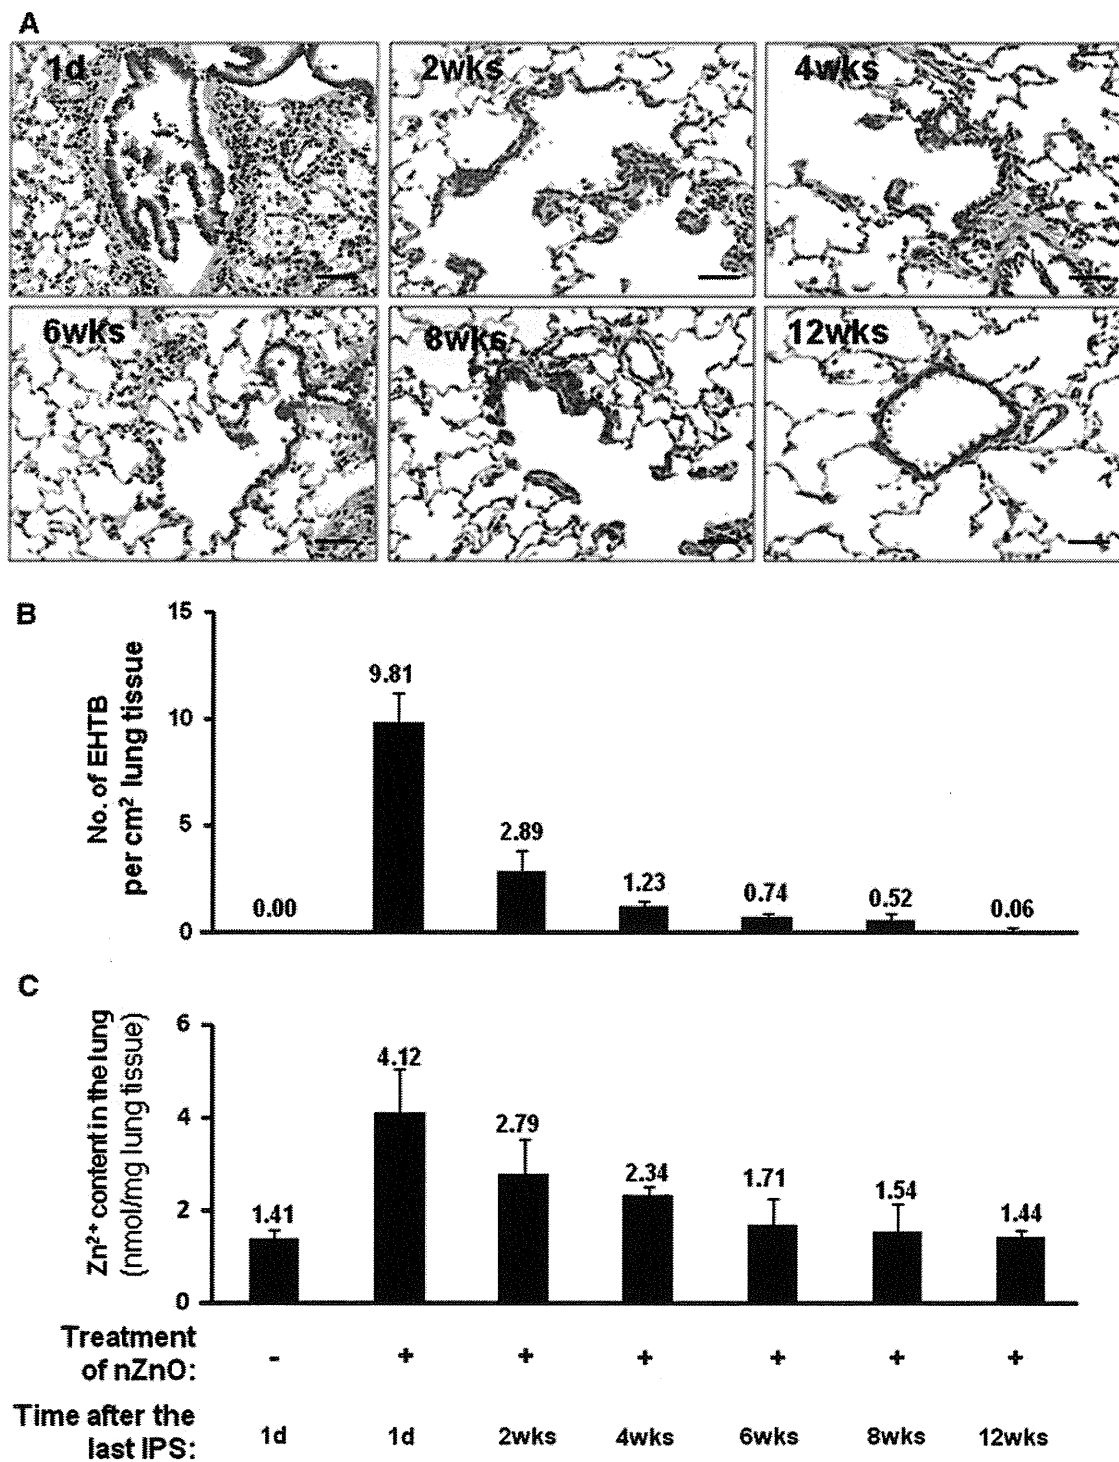 A
1d
2wks
4wks
6wks
8wks
12wks
B
No. of EHTB
per cm² lung tissue
15
10
5
0
0.00
9.81
2.89
1.23
0.74
0.52
0.06
C
Zn²⁺ content in the lung
(nmol/mg lung tissue)
6
4
2
0
1.41
4.12
2.79
2.34
1.71
1.54
1.44
Treatment
of nZnO:
- + + + + + +
Time after the
last IPS:
1d 1d 2wks 4wks 6wks 8wks 12wks